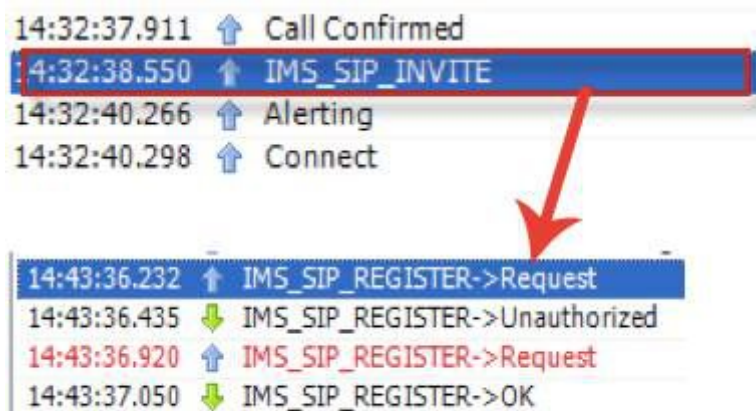 14:32:37.911 Call Confirmed
14:32:38.550 IMS_SIP_INVITE
14:32:40.266 Alerting
14:32:40.298 Connect
14:43:36.232 IMS_SIP_REGISTER->Request
14:43:36.435 IMS_SIP_REGISTER->Unauthorized
14:43:36.920 IMS_SIP_REGISTER->Request
14:43:37.050 IMS_SIP_REGISTER->OK